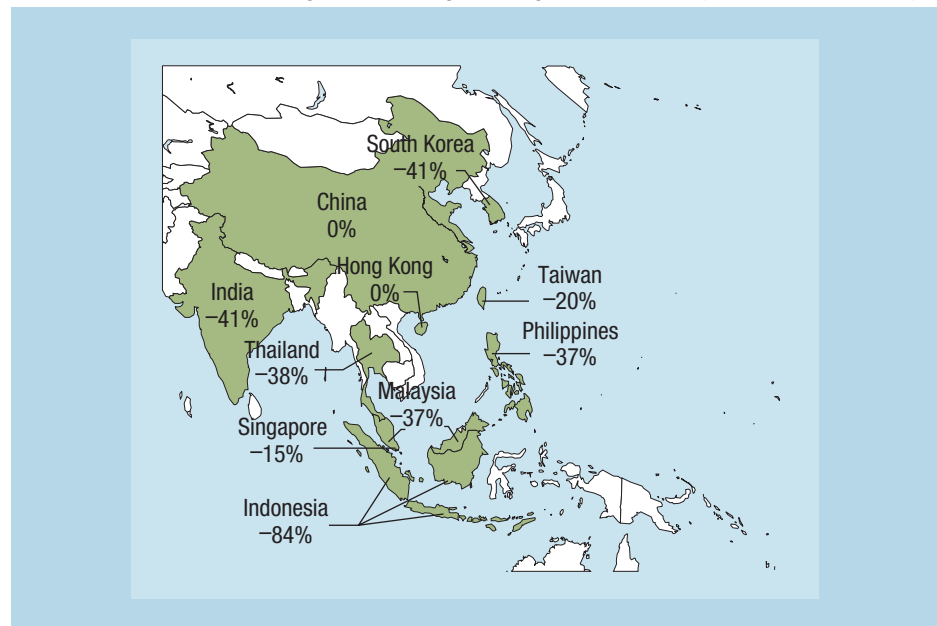 South Korea
–41%
China
0%
Hong Kong
0%
India
–41%
Taiwan
–20%
Philippines
–37%
Thailand
–38%
Malaysia
–37%
Singapore
–15%
Indonesia
–84%